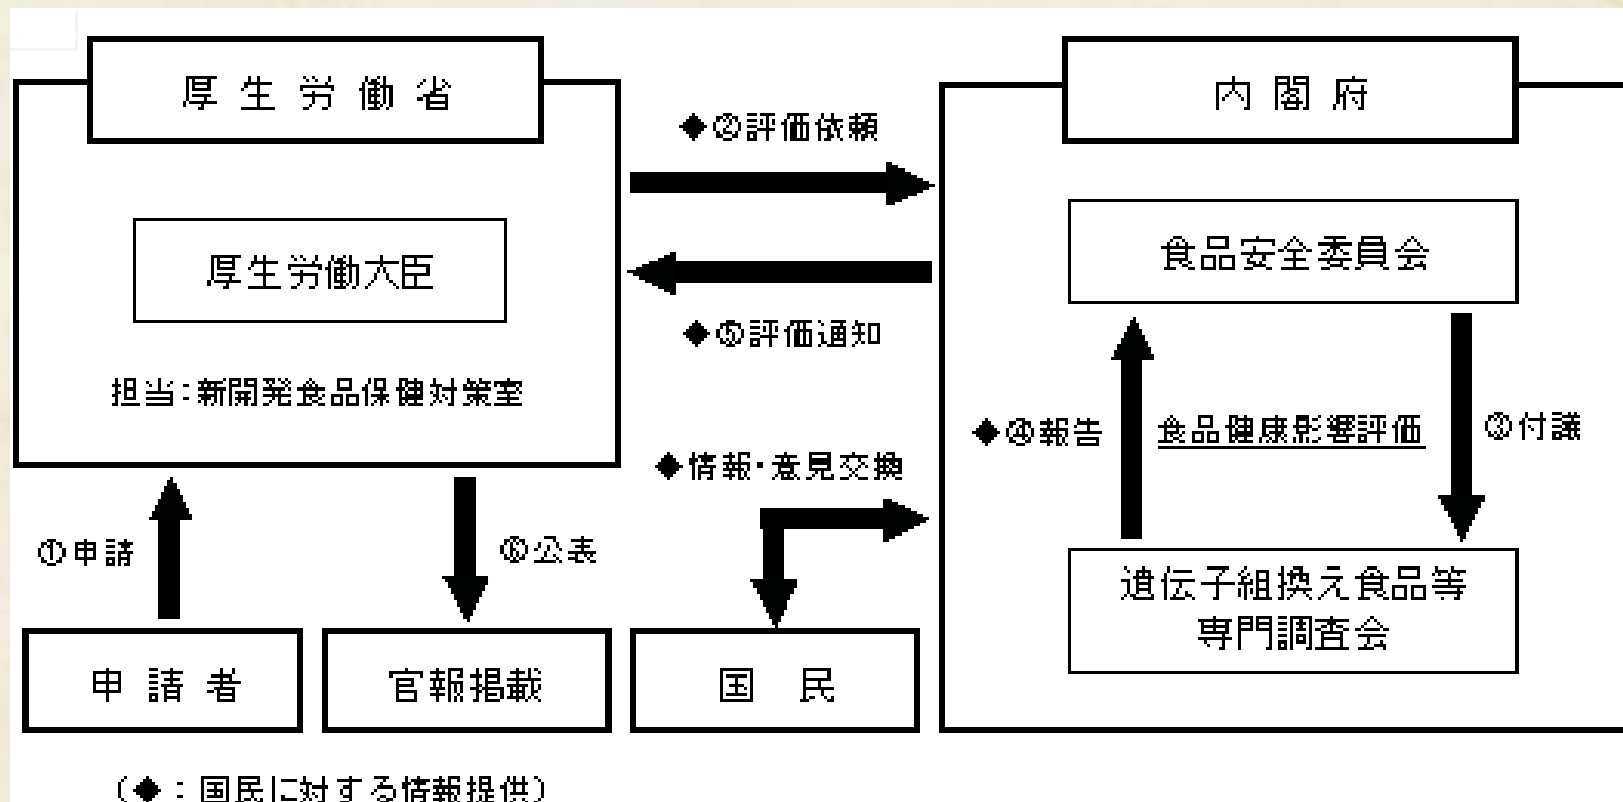 厚生労働省
内閣府
◆②評価依頼
厚生労働大臣
食品安全委員会
◆⑤評価通知
担当:新開発食品保健対策室
◆④報告
食品健康影響評価
③付議
◆情報・意見交換
①申請
⑥公表
遺伝子組換え食品等
専門調査会
申請者
官報掲載
国 民
(◆:国民に対する情報提供)